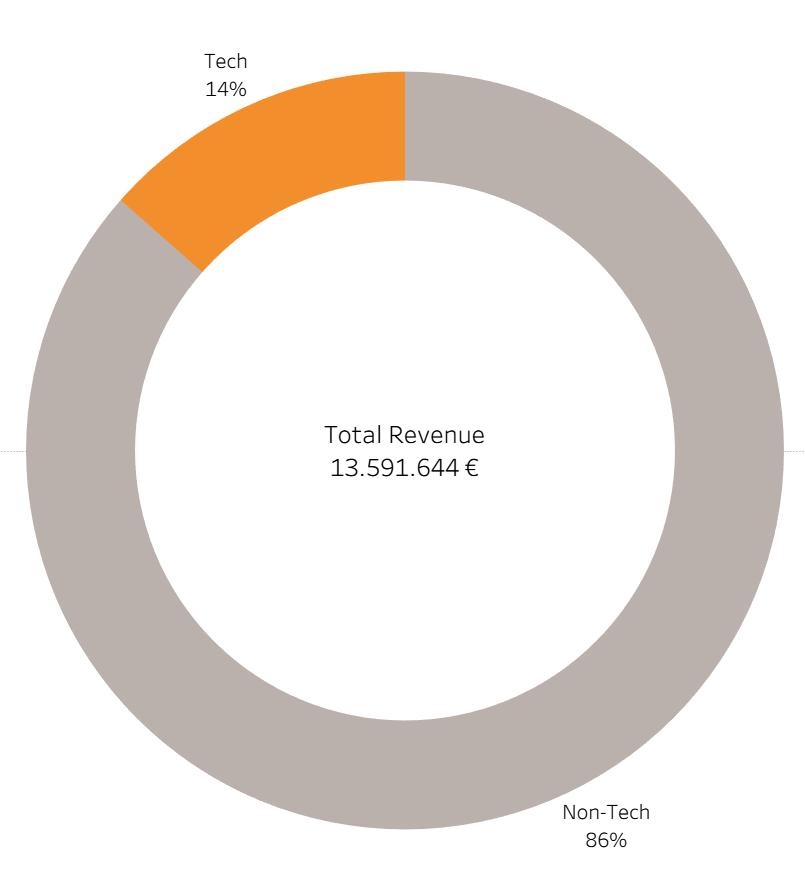 Tech
14%
Total Revenue
13.591.644 €
Non-Tech
86%